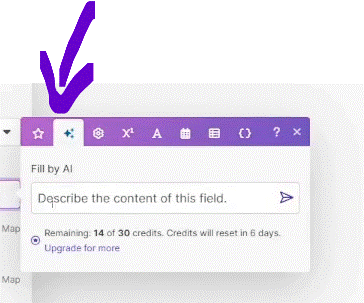 X¹ A {} ? ×
Fill by AI
Describe the content of this field.
Map
Remaining: 14 of 30 credits. Credits will reset in 6 days.
Upgrade for more
Map